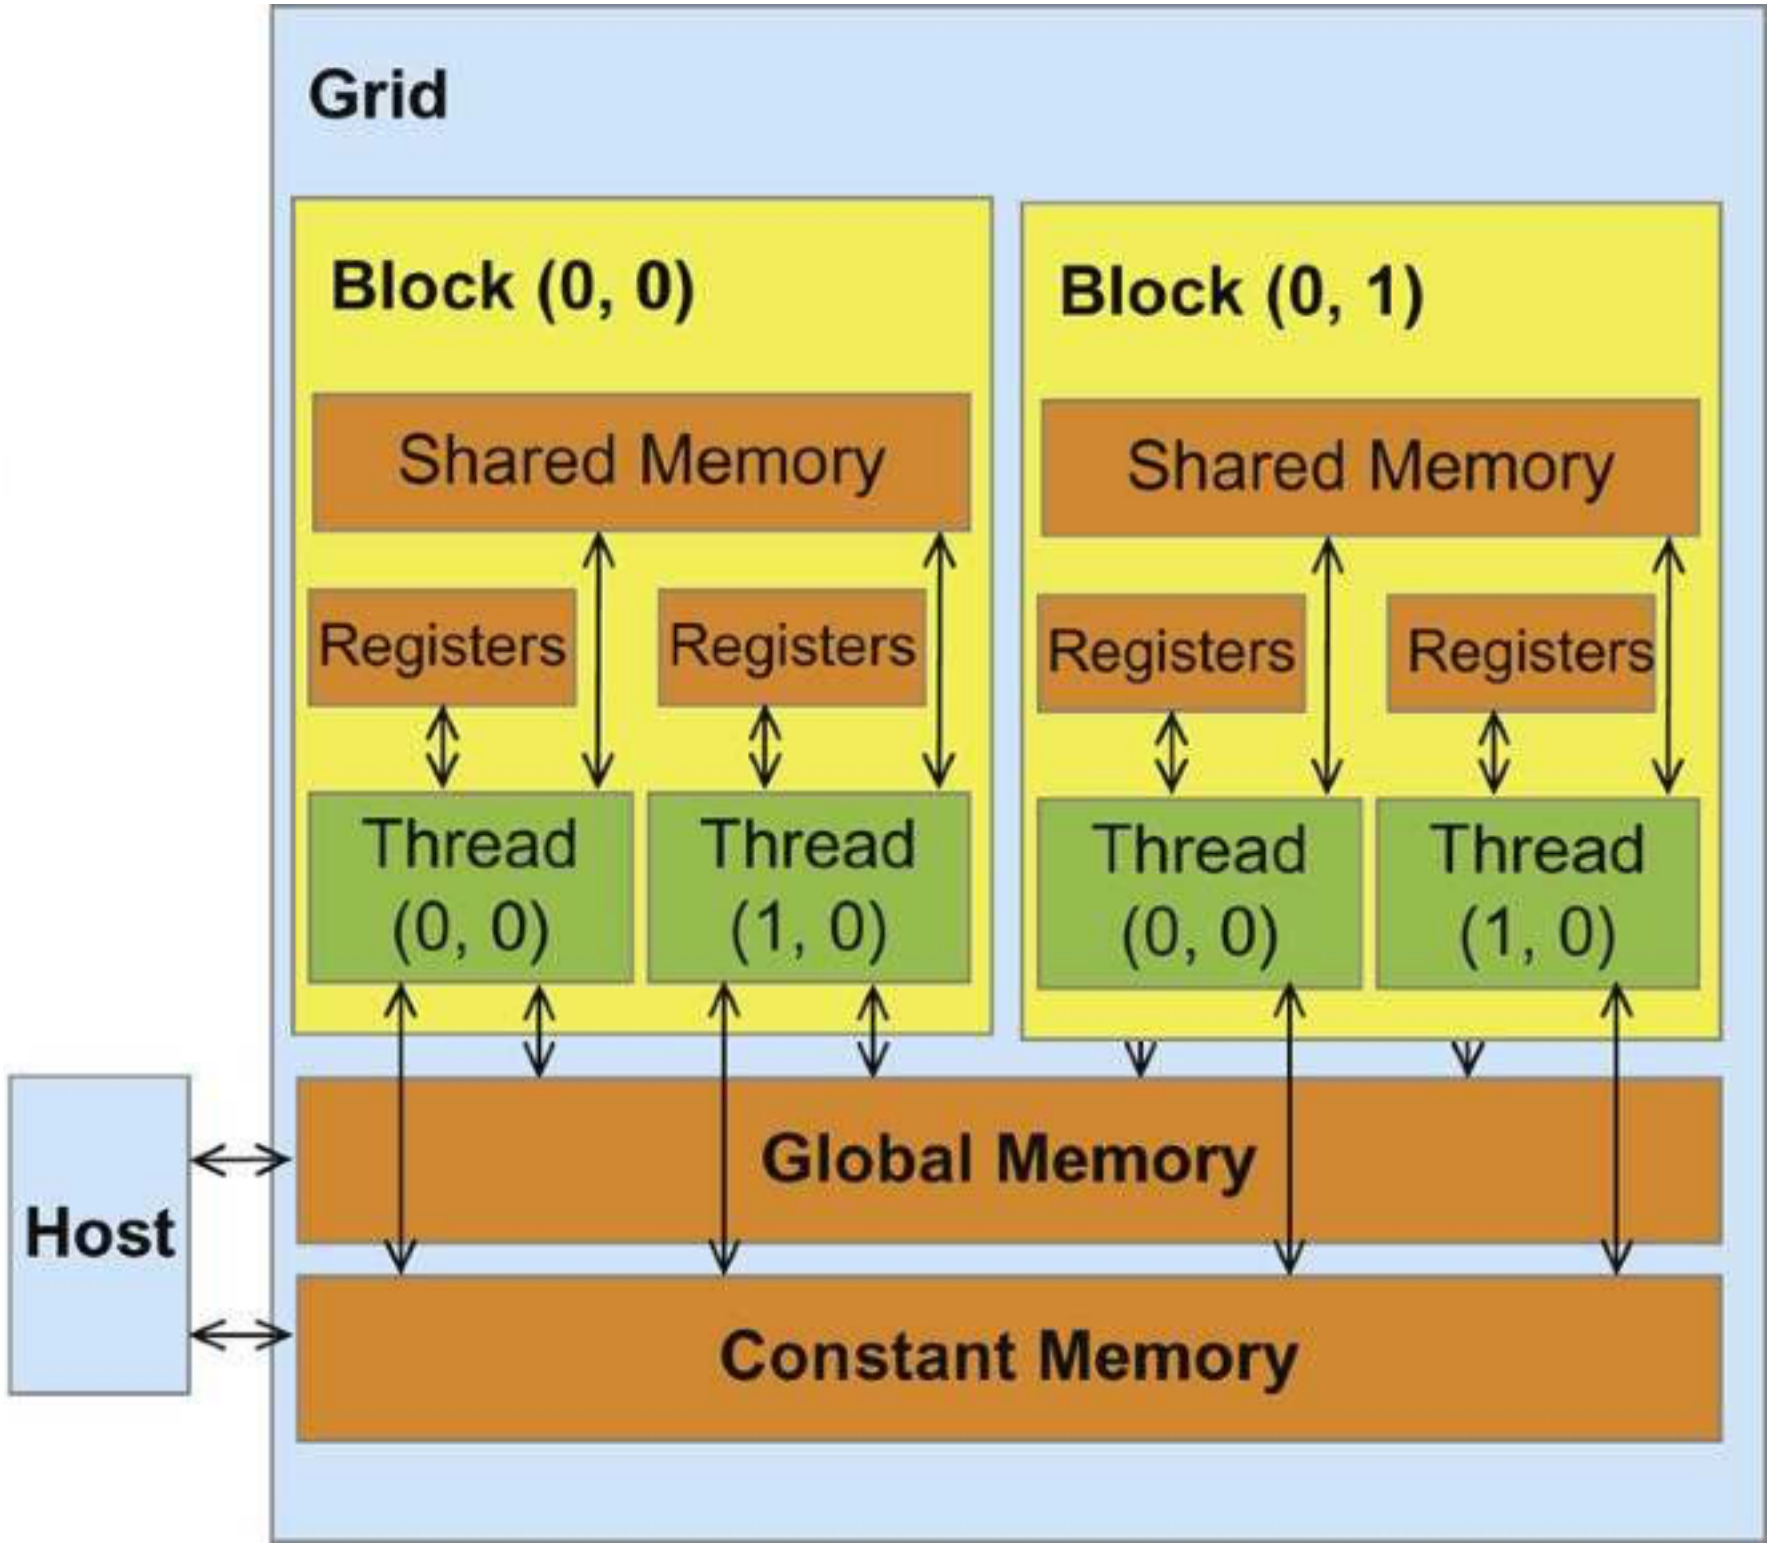 Grid
Block (0, 0)
Shared Memory
Registers
Registers
Thread
(0, 0)
Thread
(1, 0)
Block (0, 1)
Shared Memory
Registers
Registers
Thread
(0, 0)
Thread
(1, 0)
Host
Global Memory
Constant Memory